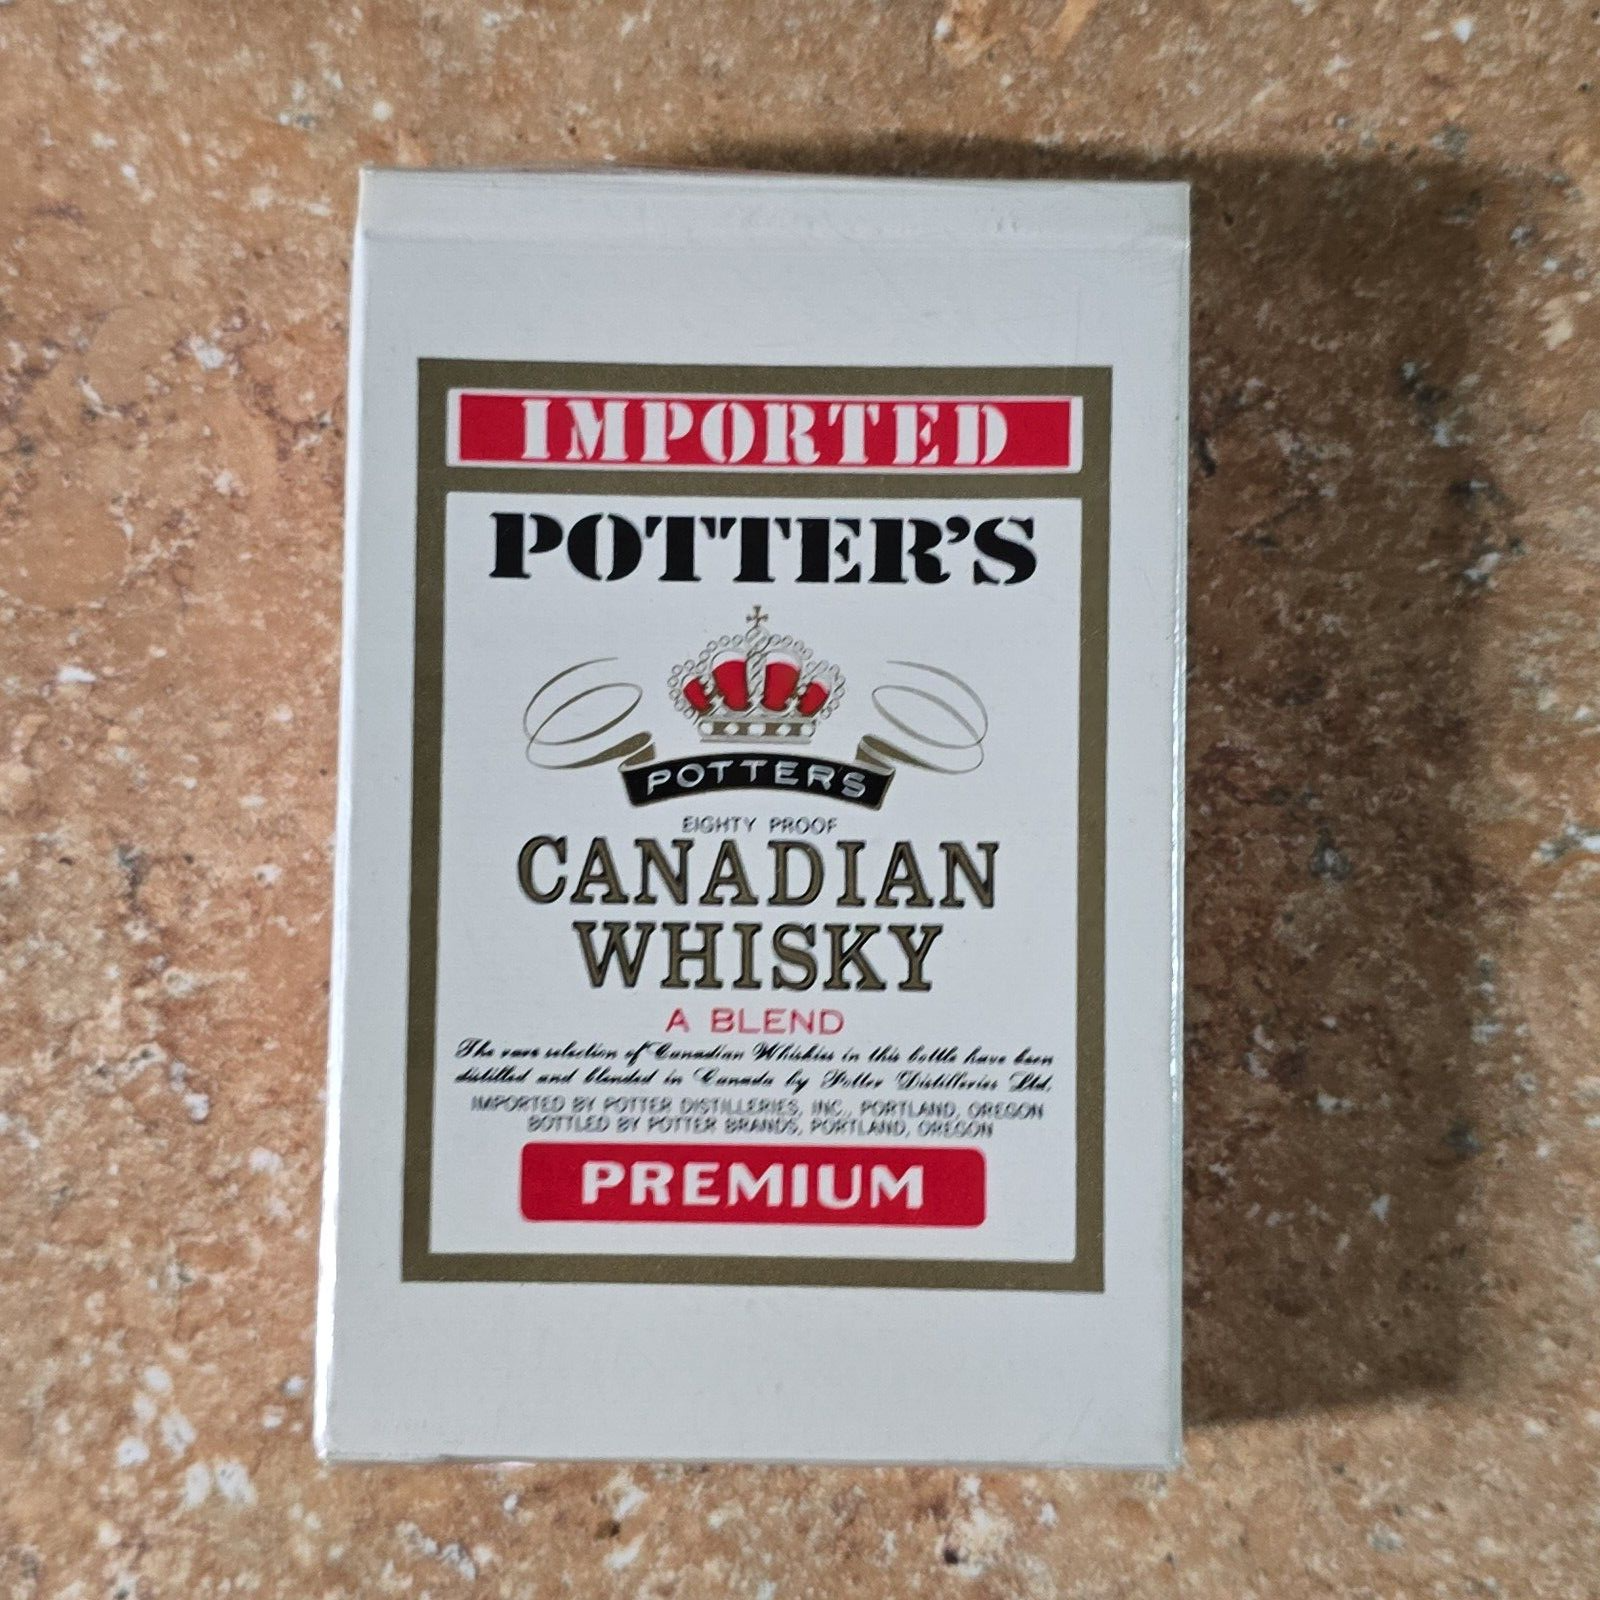 IMPORTED
POTTER'S
POTTERS
EIGHTY PROOF
CANADIAN
WHISKY
A BLEND
The rare selection of Canadian Whiskies in this bottle have been
distilled and blended in Canada by Potter Distilleries Ltd.
IMPORTED BY POTTER DISTILLERIES, INC., PORTLAND, OREGON
BOTTLED BY POTTER BRANDS, PORTLAND, OREGON
PREMIUM